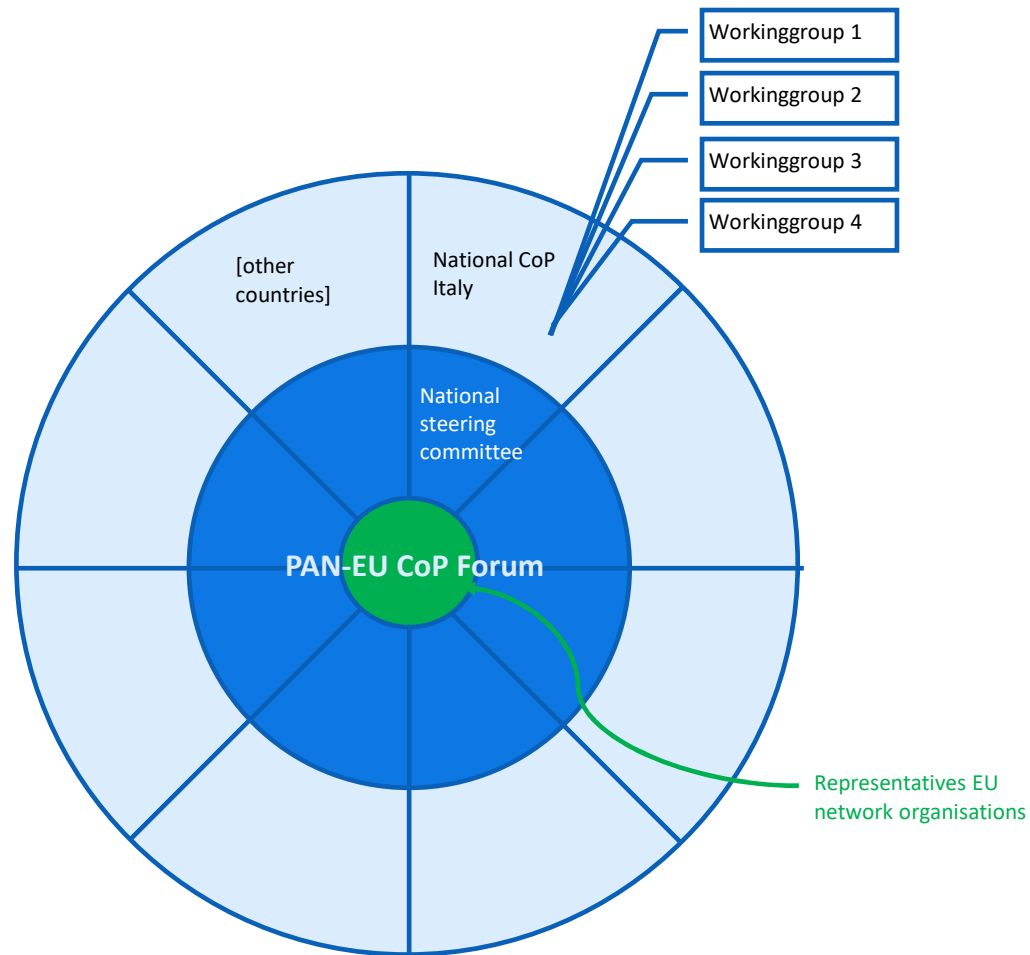 Workinggroup 1
Workinggroup 2
Workinggroup 3
Workinggroup 4
[other
countries]
National CoP
Italy
National
steering
committee
PAN-EU CoP Forum
Representatives EU
network organisations